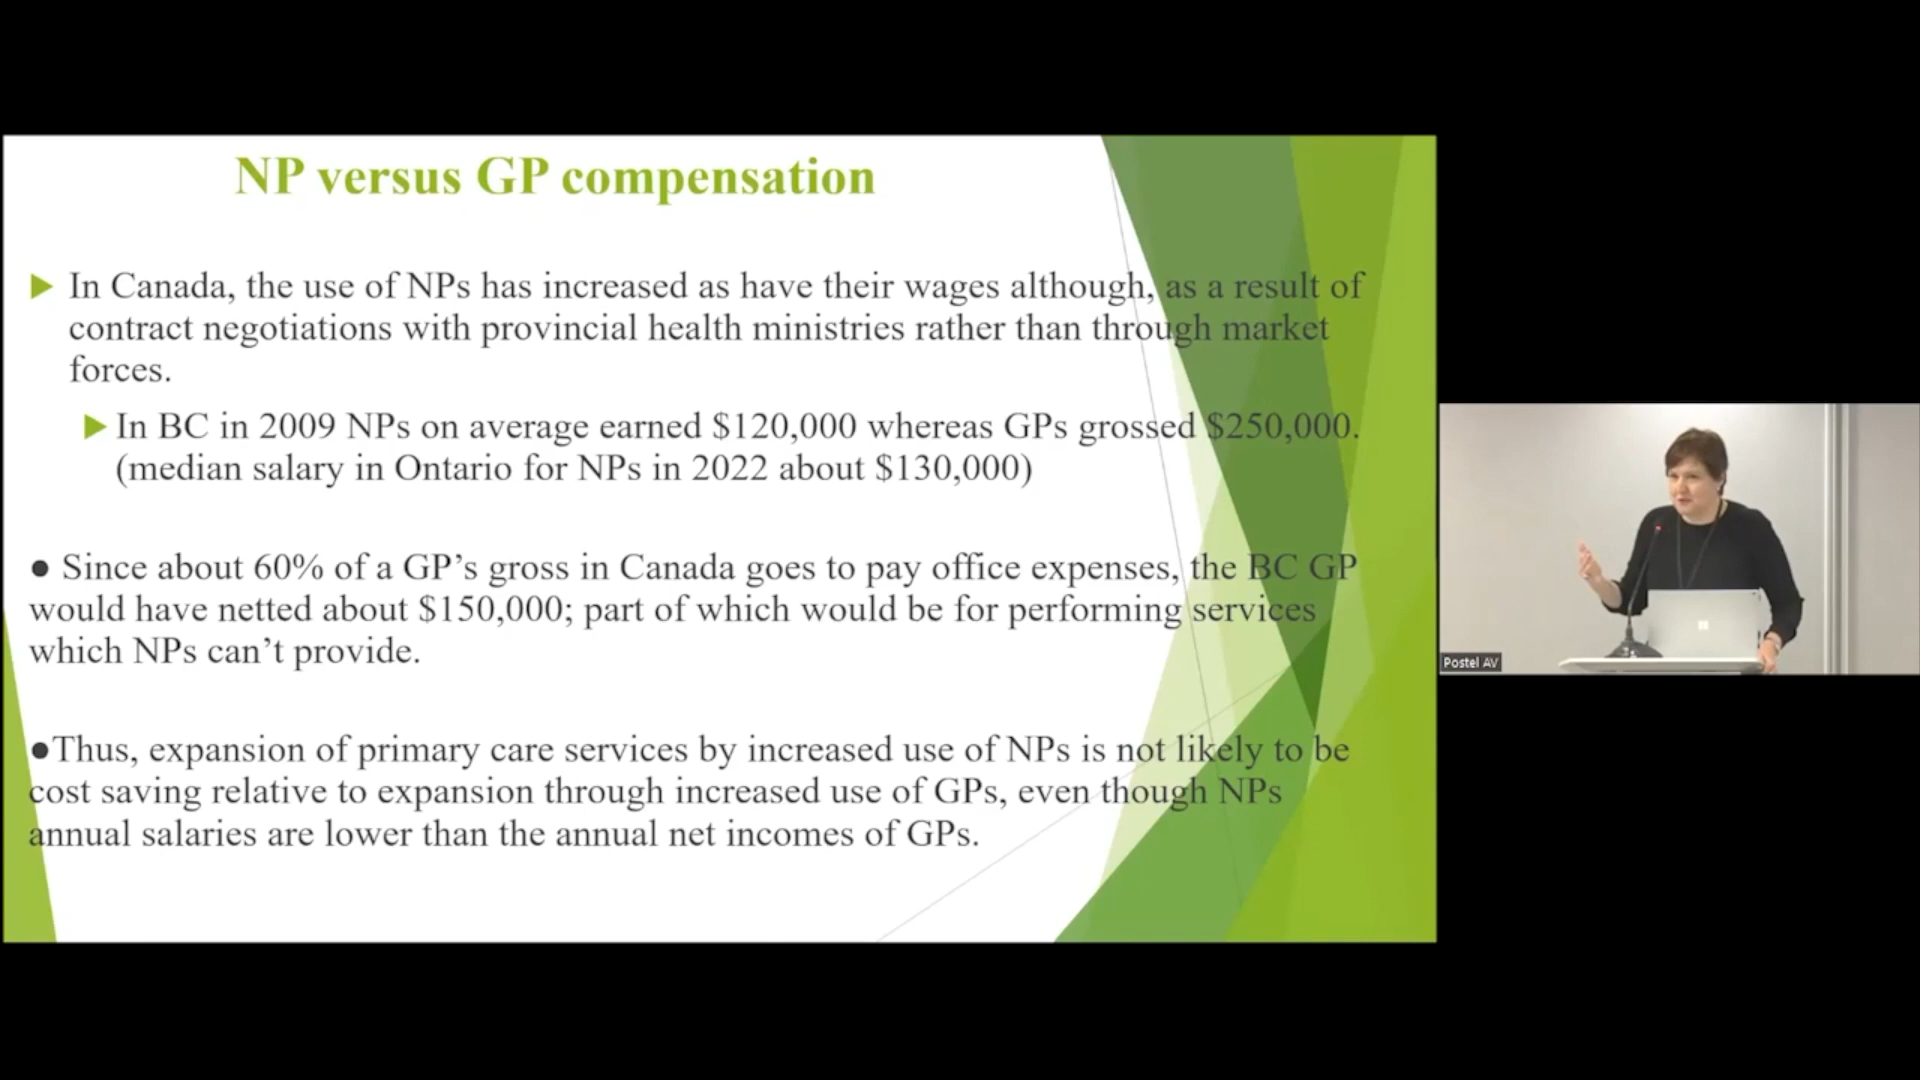 NP versus GP compensation
In Canada, the use of NPs has increased as have their wages although, as a result of
contract negotiations with provincial health ministries rather than through market
forces.
In BC in 2009 NPs on average earned $120,000 whereas GPs grossed $250,000.
(median salary in Ontario for NPs in 2022 about $130,000)
● Since about 60% of a GP’s gross in Canada goes to pay office expenses, the BC GP
would have netted about $150,000; part of which would be for performing services
which NPs can’t provide.
●Thus, expansion of primary care services by increased use of NPs is not likely to be
cost saving relative to expansion through increased use of GPs, even though NPs
annual salaries are lower than the annual net incomes of GPs.
Postel AV